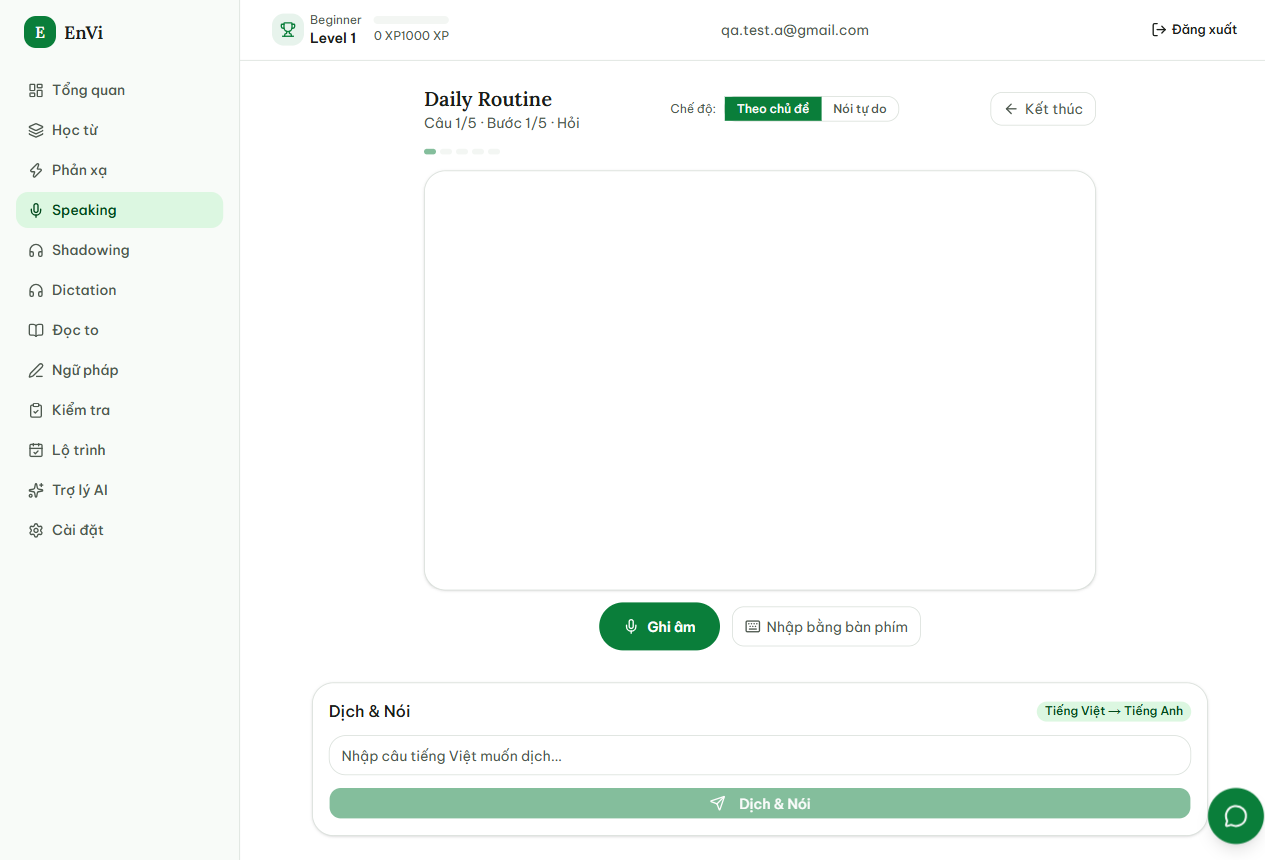 E EnVi
Tổng quan
Học từ
Phản xạ
Speaking
Shadowing
Dictation
Đọc to
Ngữ pháp
Kiểm tra
Lộ trình
Trợ lý AI
Cài đặt
Beginner
Level 1
0 XP1000 XP
qa.test.a@gmail.com
Đăng xuất
Daily Routine
Câu 1/5 · Bước 1/5 · Hỏi
Chế độ: Theo chủ đề Nói tự do
← Kết thúc
Ghi âm
Nhập bằng bàn phím
Dịch & Nói
Tiếng Việt → Tiếng Anh
Nhập câu tiếng Việt muốn dịch...
Dịch & Nói